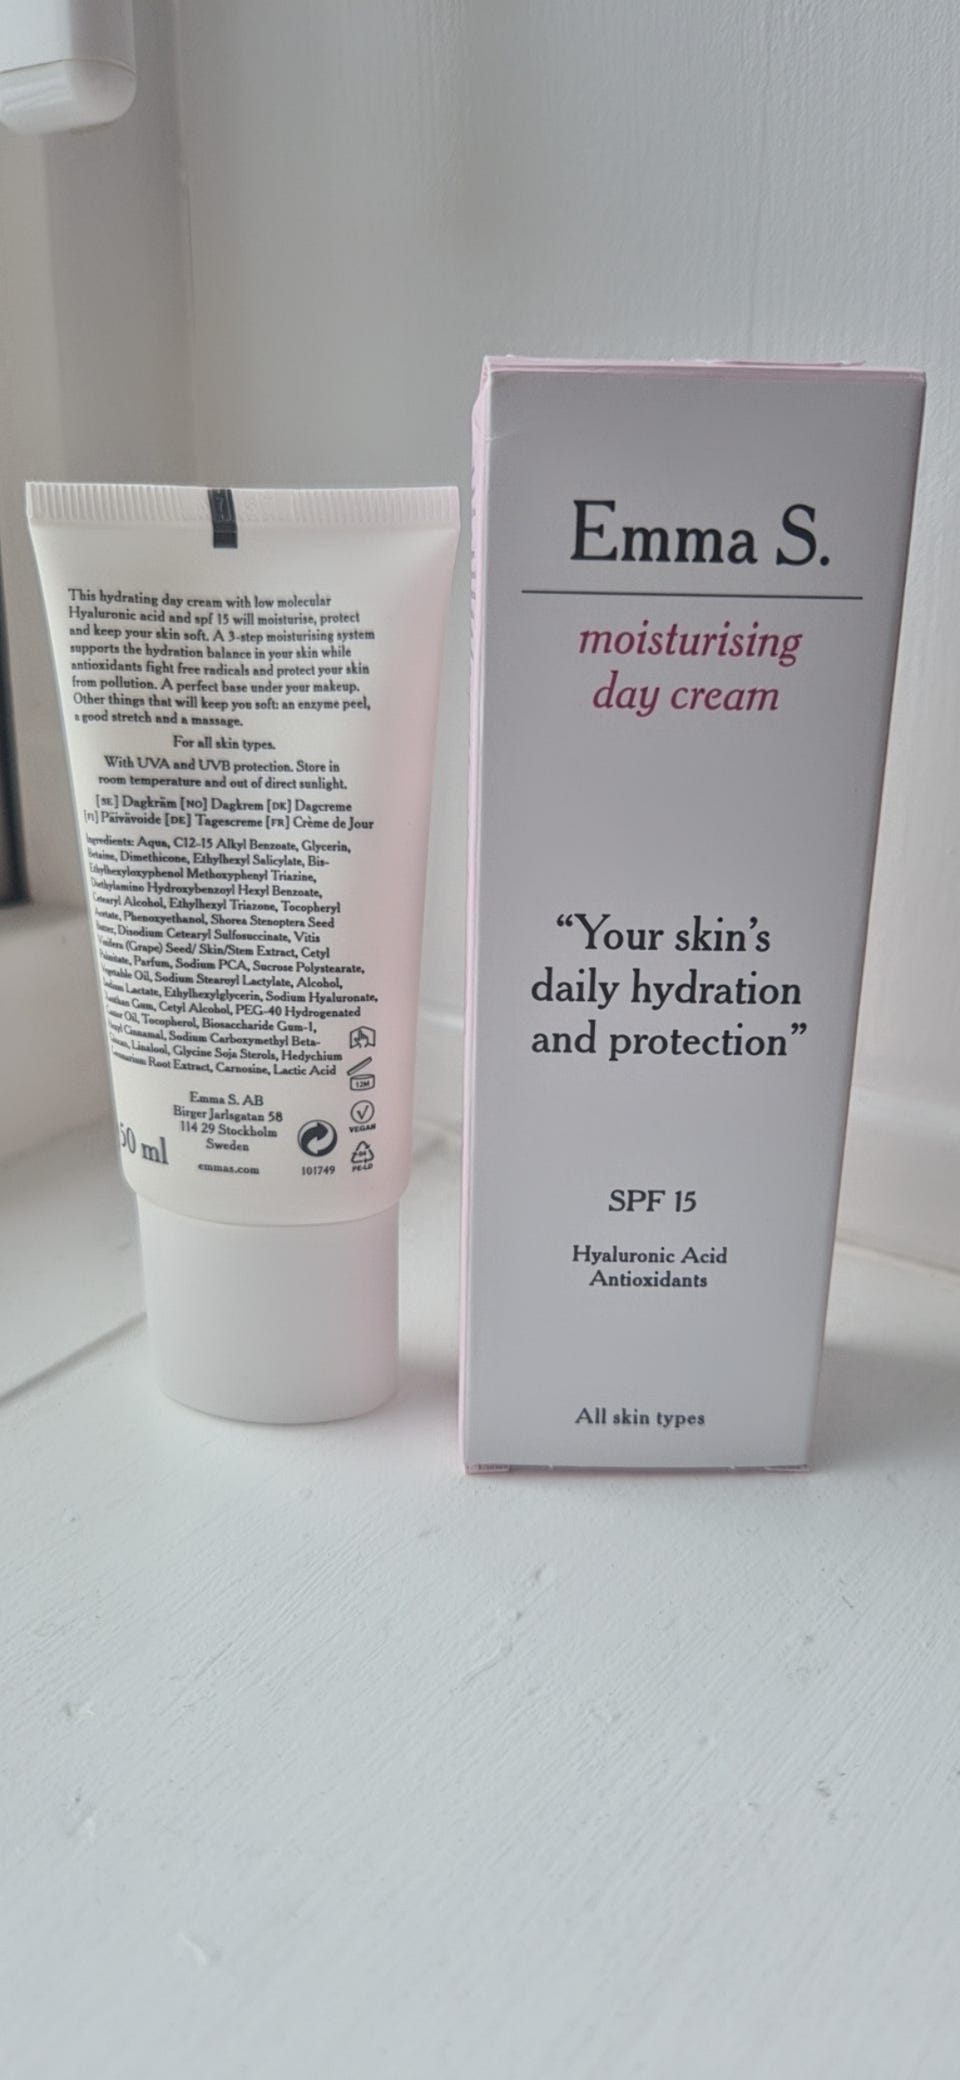 This hydrating day cream with low molecular
Hyaluronic acid and spf 15 will moisturise, protect
and keep your skin soft. A 3-step moisturising system
supports the hydration balance in your skin while
antioxidants fight free radicals and protect your skin
from pollution. A perfect base under your makeup.
Other things that will keep you soft: an enzyme peel,
a good stretch and a massage.
For all skin types.
With UVA and UVB protection. Store in
room temperature and out of direct sunlight.
[SE] Dagkräm [NO] Dagkrem [DK] Dagcreme
[FI] Päivävoide [DE] Tagescreme [FR] Crème de Jour
Ingredients: Aqua, C12-15 Alkyl Benzoate, Glycerin,
Betaine, Dimethicone, Ethylhexyl Salicylate, Bis-
Ethylhexyloxyphenol Methoxyphenyl Triazine,
Diethylamino Hydroxybenzoyl Hexyl Benzoate,
Cetearyl Alcohol, Ethylhexyl Triazone, Tocopheryl
Acetate, Phenoxyethanol, Shorea Stenoptera Seed
Butter, Disodium Cetearyl Sulfosuccinate, Vitis
Vinifera (Grape) Seed/ Skin/Stem Extract, Cetyl
Palmitate, Parfum, Sodium PCA, Sucrose Polystearate,
Vegetable Oil, Sodium Stearoyl Lactylate, Alcohol,
Sodium Lactate, Ethylhexylglycerin, Sodium Hyaluronate,
Xanthan Gum, Cetyl Alcohol, PEG-40 Hydrogenated
Castor Oil, Tocopherol, Biosaccharide Gum-1,
Hexyl Cinnamal, Sodium Carboxymethyl Beta-
Glucan, Linalool, Glycine Soja Sterols, Hedychium
Coronarium Root Extract, Carnosine, Lactic Acid
12M
VEGAN
PE-LD
Emma S. AB
Birger Jarlsgatan 58
114 29 Stockholm
Sweden
emmas.com
50 ml
101749
Emma S.
moisturising
day cream
“Your skin’s
daily hydration
and protection”
SPF 15
Hyaluronic Acid
Antioxidants
All skin types